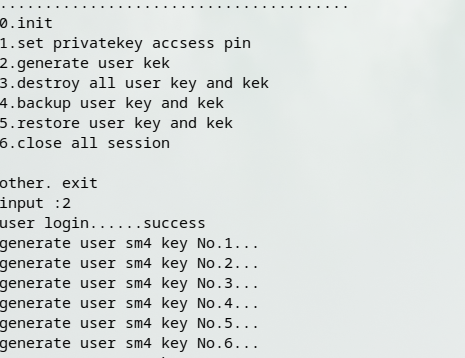 .......................................
0.init
1.set privatekey accsess pin
2.generate user kek
3.destroy all user key and kek
4.backup user key and kek
5.restore user key and kek
6.close all session
other. exit
input :2
user login......success
generate user sm4 key No.1...
generate user sm4 key No.2...
generate user sm4 key No.3...
generate user sm4 key No.4...
generate user sm4 key No.5...
generate user sm4 key No.6...